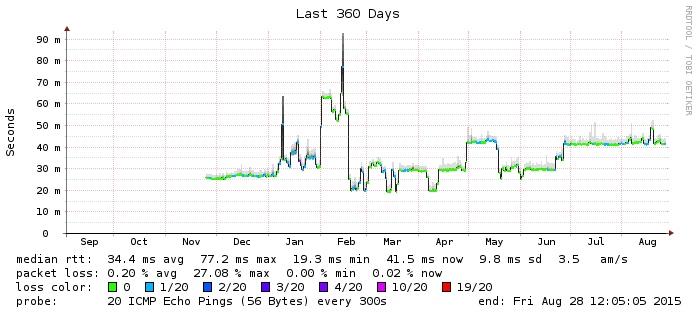 Last 360 Days
RRDTOOL / TOBI OETIKER
Seconds
90 m
80 m
70 m
60 m
50 m
40 m
30 m
20 m
10 m
0
Sep Oct Nov Dec Jan Feb Mar Apr May Jun Jul Aug
median rtt: 34.4 ms avg 77.2 ms max 19.3 ms min 41.5 ms now 9.8 ms sd 3.5 am/s
packet loss: 0.20 % avg 27.08 % max 0.00 % min 0.02 % now
loss color: 0 1/20 2/20 3/20 4/20 10/20 19/20
probe: 20 ICMP Echo Pings (56 Bytes) every 300s end: Fri Aug 28 12:05:05 2015